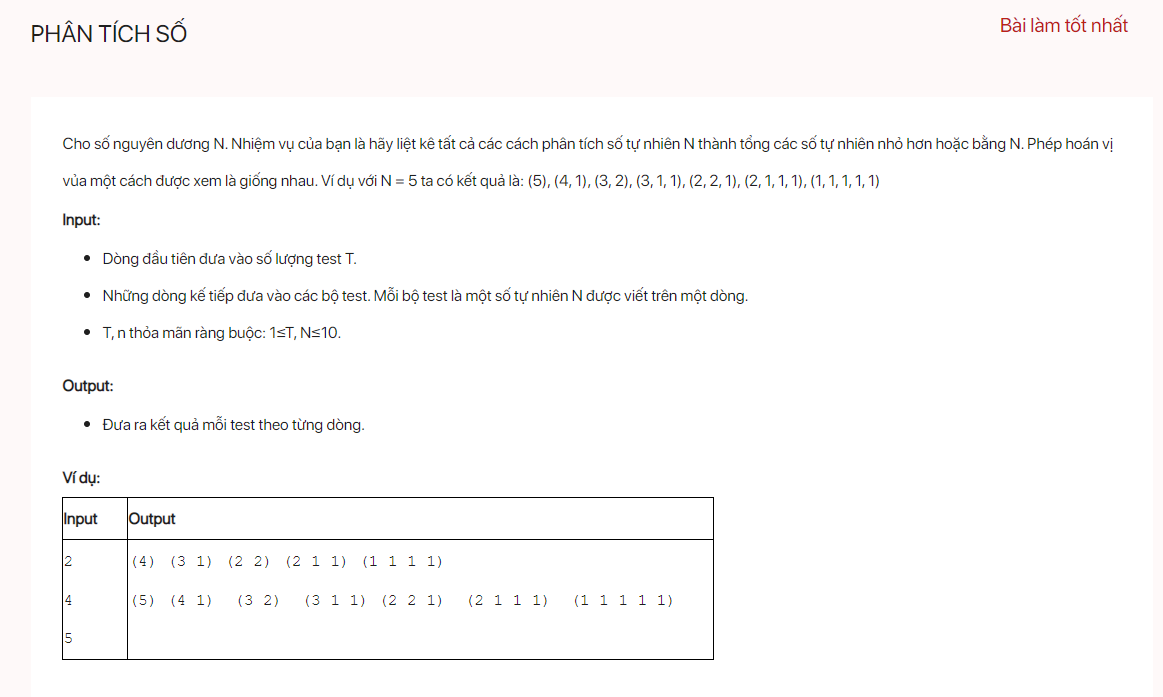 PHÂN TÍCH SỐ
Bài làm tốt nhất
Cho số nguyên dương N. Nhiệm vụ của bạn là hãy liệt kê tất cả các cách phân tích số tự nhiên N thành tổng các số tự nhiên nhỏ hơn hoặc bằng N. Phép hoán vị
vủa một cách được xem là giống nhau. Ví dụ với N = 5 ta có kết quả là: (5), (4, 1), (3, 2), (3, 1, 1), (2, 2, 1), (2, 1, 1, 1), (1, 1, 1, 1, 1)
Input:
• Dòng đầu tiên đưa vào số lượng test T.
• Những dòng kế tiếp đưa vào các bộ test. Mỗi bộ test là một số tự nhiên N được viết trên một dòng.
• T, n thỏa mãn ràng buộc: 1≤T, N≤10.
Output:
• Đưa ra kết quả mỗi test theo từng dòng.
Ví dụ:
Input Output
2 (4) (3 1) (2 2) (2 1 1) (1 1 1 1)
4 (5) (4 1) (3 2) (3 1 1) (2 2 1) (2 1 1 1) (1 1 1 1 1)
5